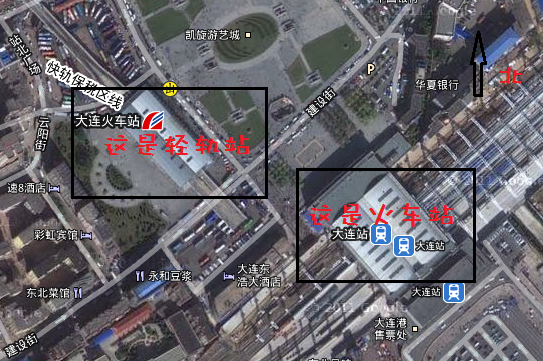 中国银行
凯旋游艺城
站北广场
快轨保税区线
P
华夏银行
北
建设街
大连火车站
云阳街
这是轻轨站
速8酒店
这是火车站
大连站
大连站
彩虹宾馆
永和豆浆
大连东
浩大酒店
东北菜馆
大连站
大连港
售票处
建设街